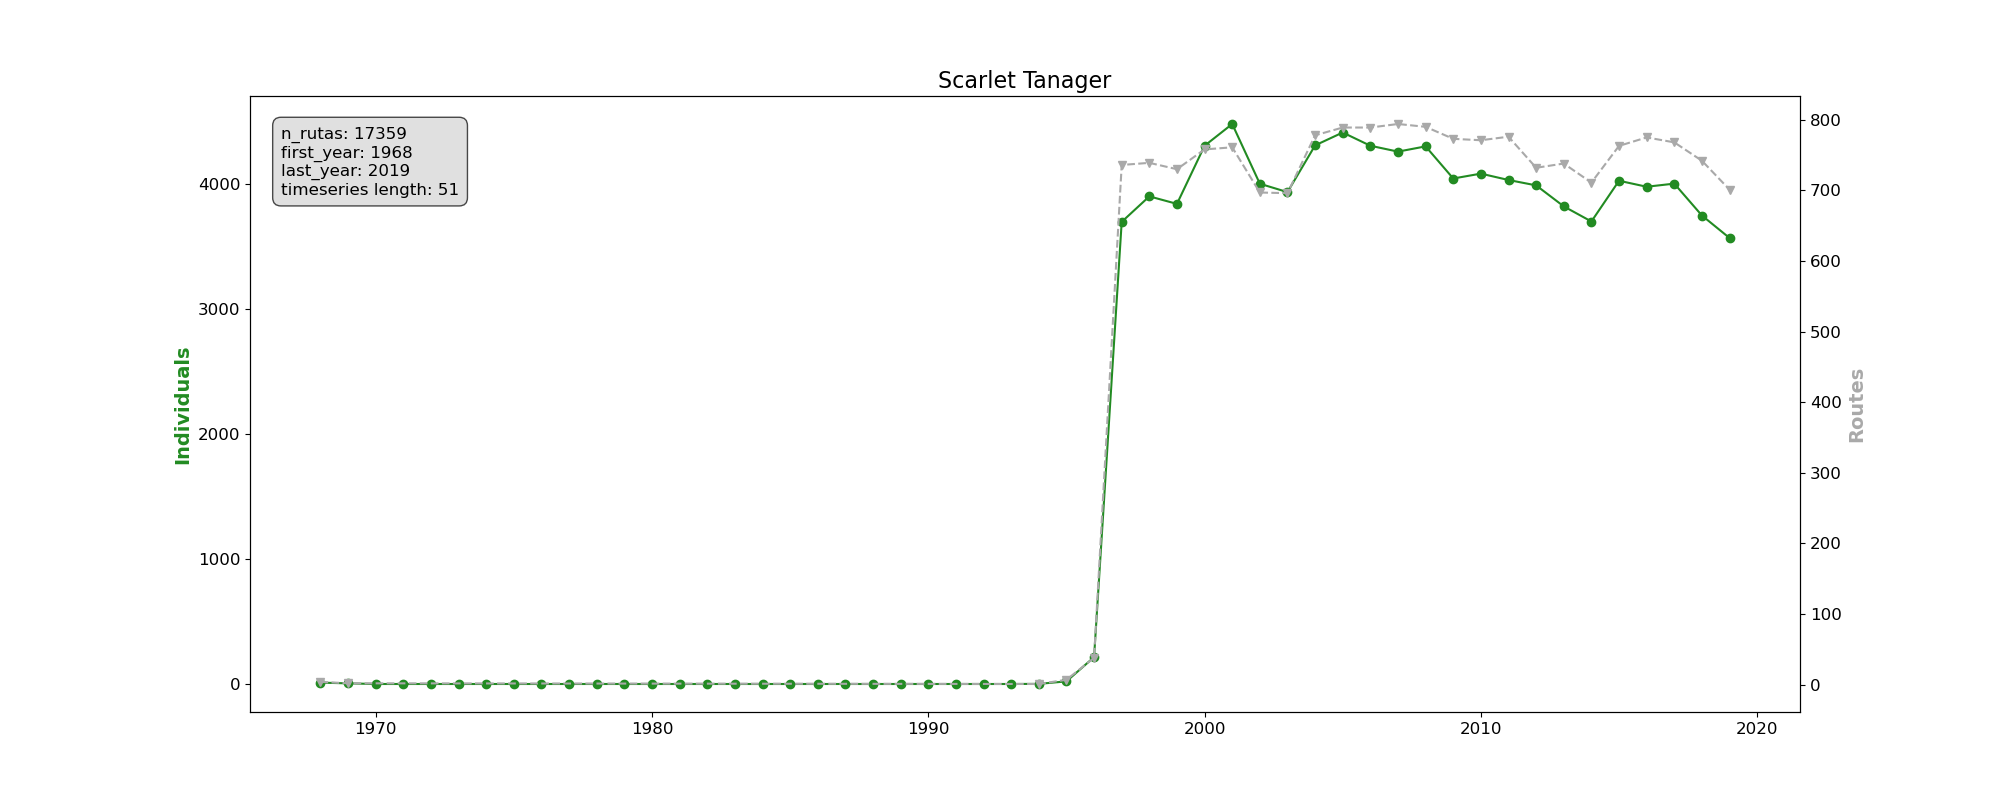 Scarlet Tanager
n_rutas: 17359
first_year: 1968
last_year: 2019
timeseries length: 51
Individuals
4000
3000
2000
1000
0
Routes
800
700
600
500
400
300
200
100
0
1970
1980
1990
2000
2010
2020